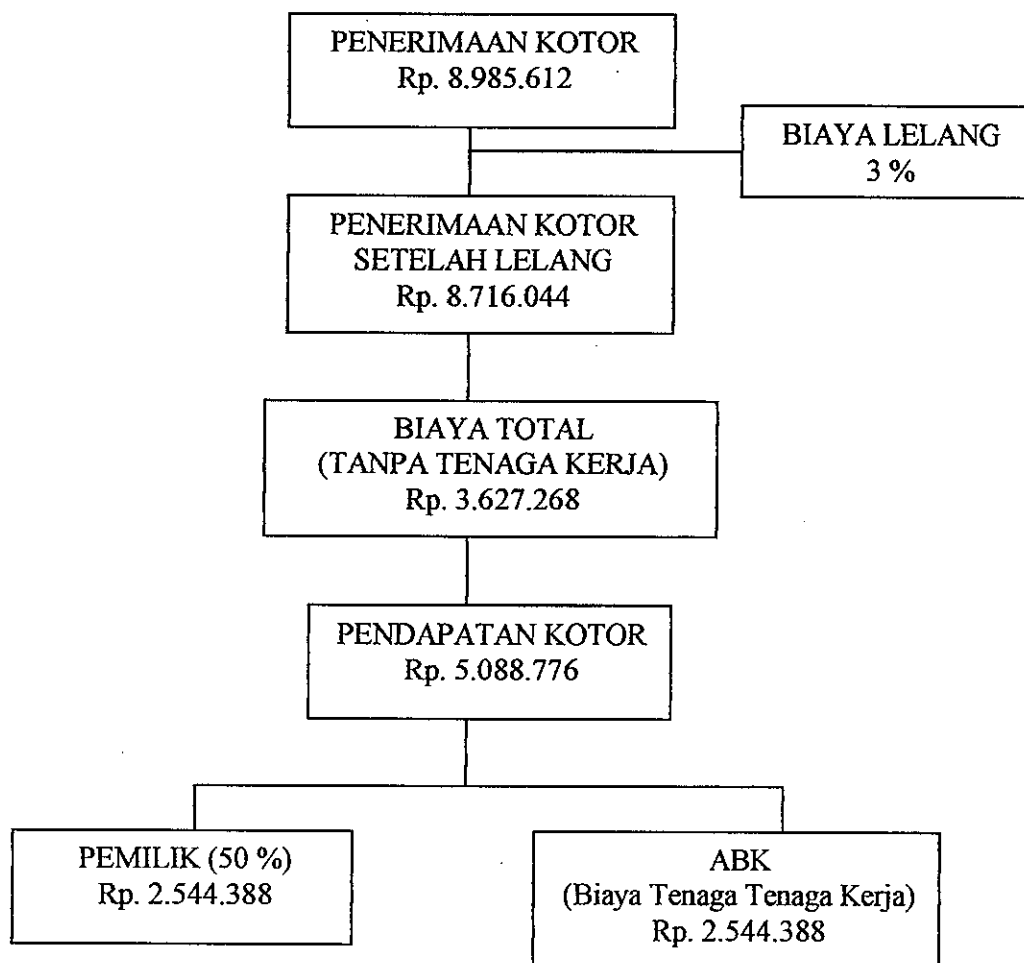 PENERIMAAN KOTOR
Rp. 8.985.612
BIAYA LELANG
3 %
PENERIMAAN KOTOR
SETELAH LELANG
Rp. 8.716.044
BIAYA TOTAL
(TANPA TENAGA KERJA)
Rp. 3.627.268
PENDAPATAN KOTOR
Rp. 5.088.776
PEMILIK (50 %)
Rp. 2.544.388
ABK
(Biaya Tenaga Tenaga Kerja)
Rp. 2.544.388